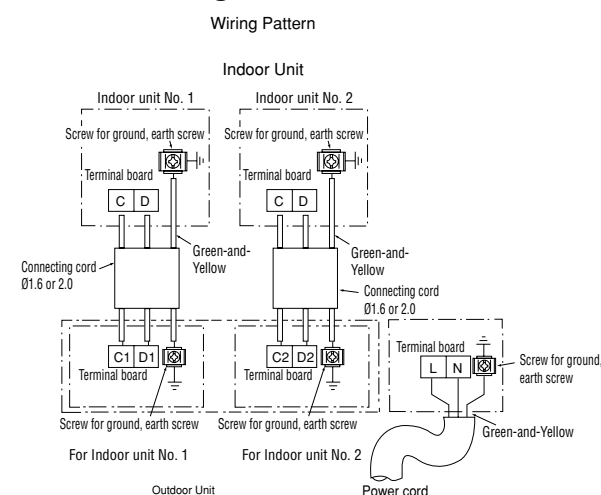 Wiring Pattern
Indoor Unit
Indoor unit No. 1
Indoor unit No. 2
Screw for ground, earth screw
Screw for ground, earth screw
Terminal board
Terminal board
C D
C D
Green-and-
Yellow
Green-and-
Yellow
Connecting cord
Ø1.6 or 2.0
Connecting cord
Ø1.6 or 2.0
C1 D1
Terminal board
C2 D2
Terminal board
Terminal board
L N
Screw for ground,
earth screw
Screw for ground, earth screw
Screw for ground, earth screw
Green-and-Yellow
For Indoor unit No. 1
For Indoor unit No. 2
Outdoor Unit
Power cord